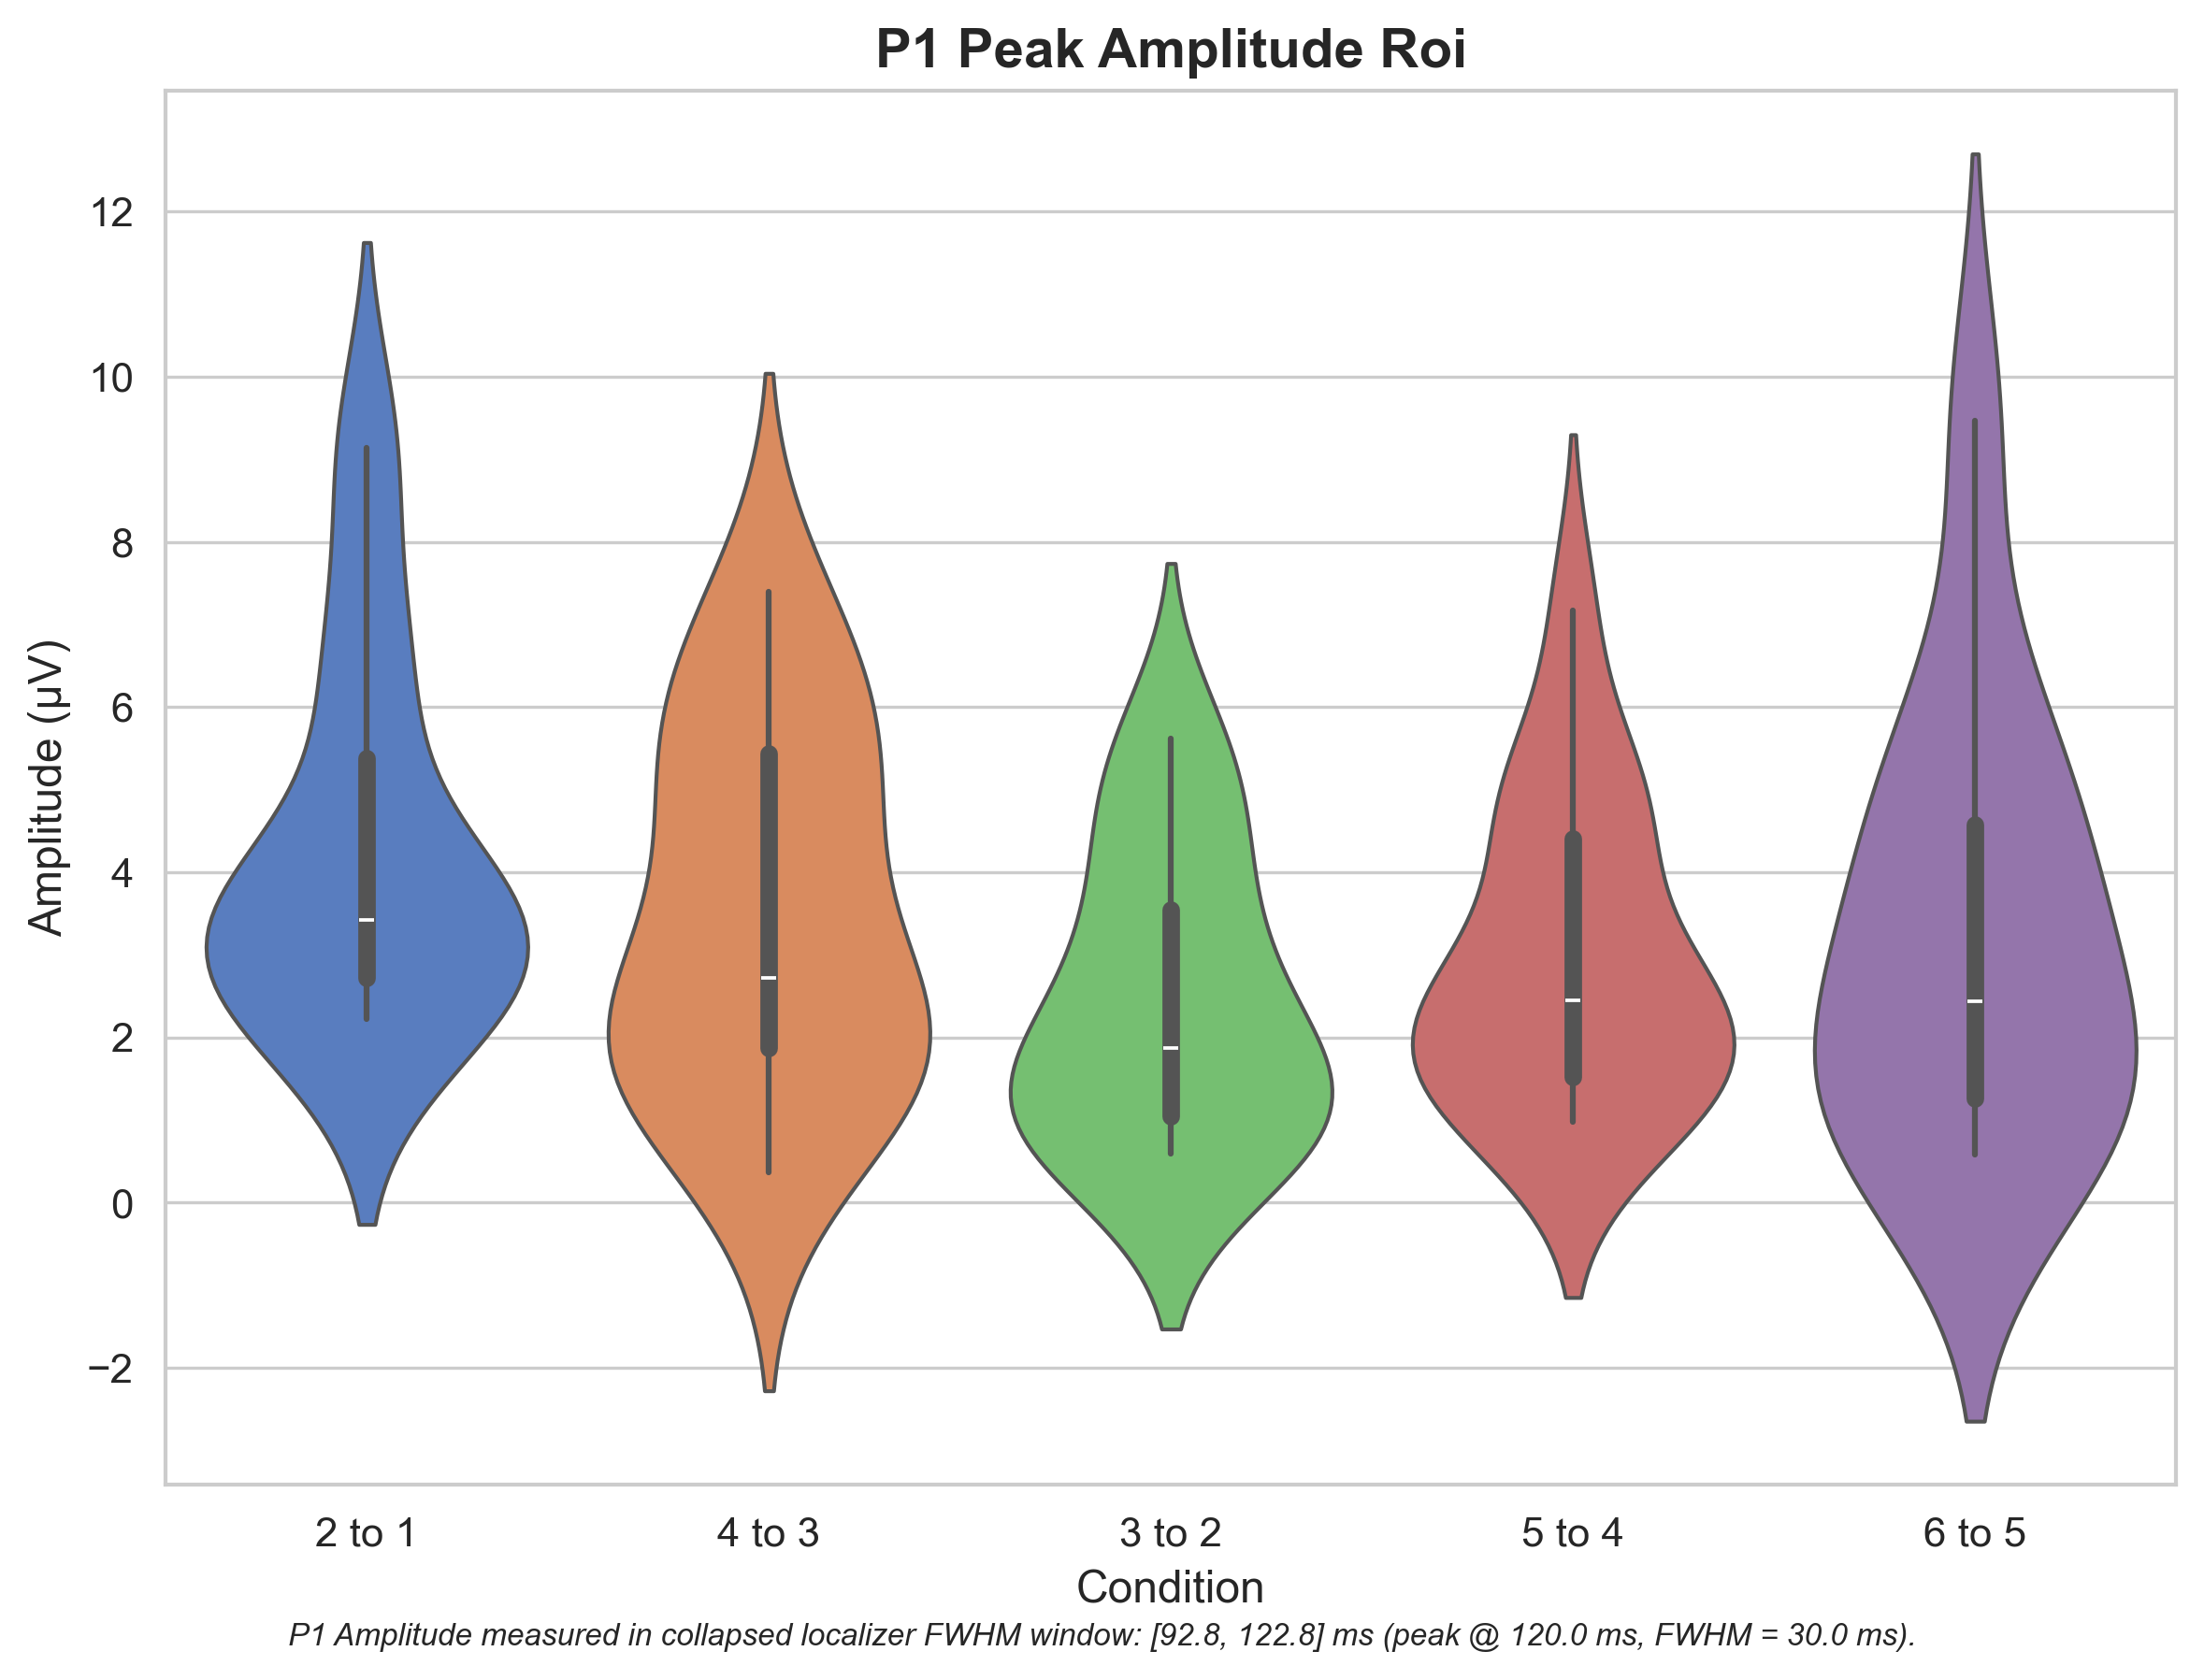 P1 Peak Amplitude Roi
Amplitude (µV)
12
10
8
6
4
2
0
−2
2 to 1
4 to 3
3 to 2
5 to 4
6 to 5
Condition
P1 Amplitude measured in collapsed localizer FWHM window: [92.8, 122.8] ms (peak @ 120.0 ms, FWHM = 30.0 ms).